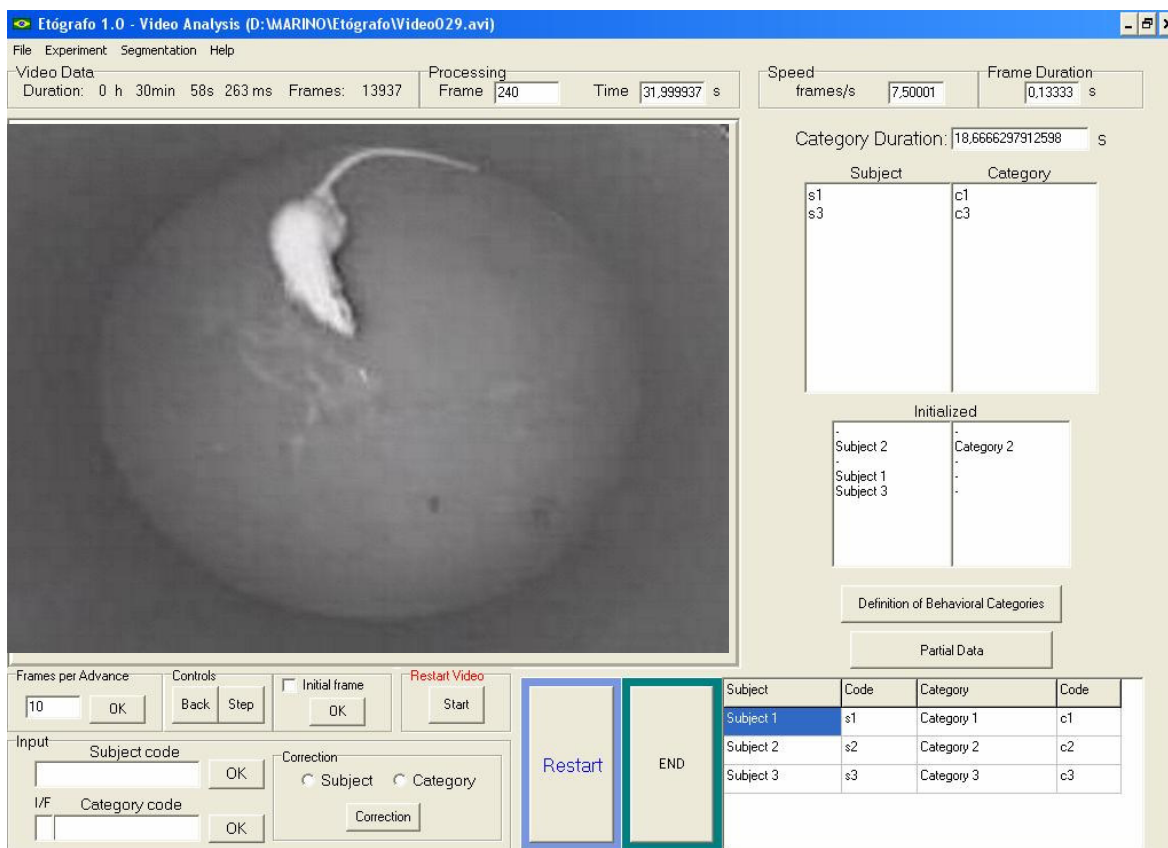 Etógrafo 1.0 - Video Analysis (D:\MARINO\Etógrafo\Video029.avi)
File Experiment Segmentation Help
Video Data
Duration: 0 h 30min 58s 263 ms Frames: 13937
Processing
Frame 240 Time 31,999937 s
Speed
frames/s 7,50001
Frame Duration
0,13333 s
Category Duration: 18,6666297912598 s
Subject Category
s1 c1
s3 c3
Initialized
- -
Subject 2 Category 2
- -
Subject 1 -
Subject 3 -
Definition of Behavioral Categories
Partial Data
Frames per Advance
10 OK
Controls
Back Step
Initial frame
OK
Restart Video
Start
Input
Subject code
OK
I/F Category code
OK
Correction
Subject Category
Correction
Restart
END
Subject Code Category Code
Subject 1 s1 Category 1 c1
Subject 2 s2 Category 2 c2
Subject 3 s3 Category 3 c3